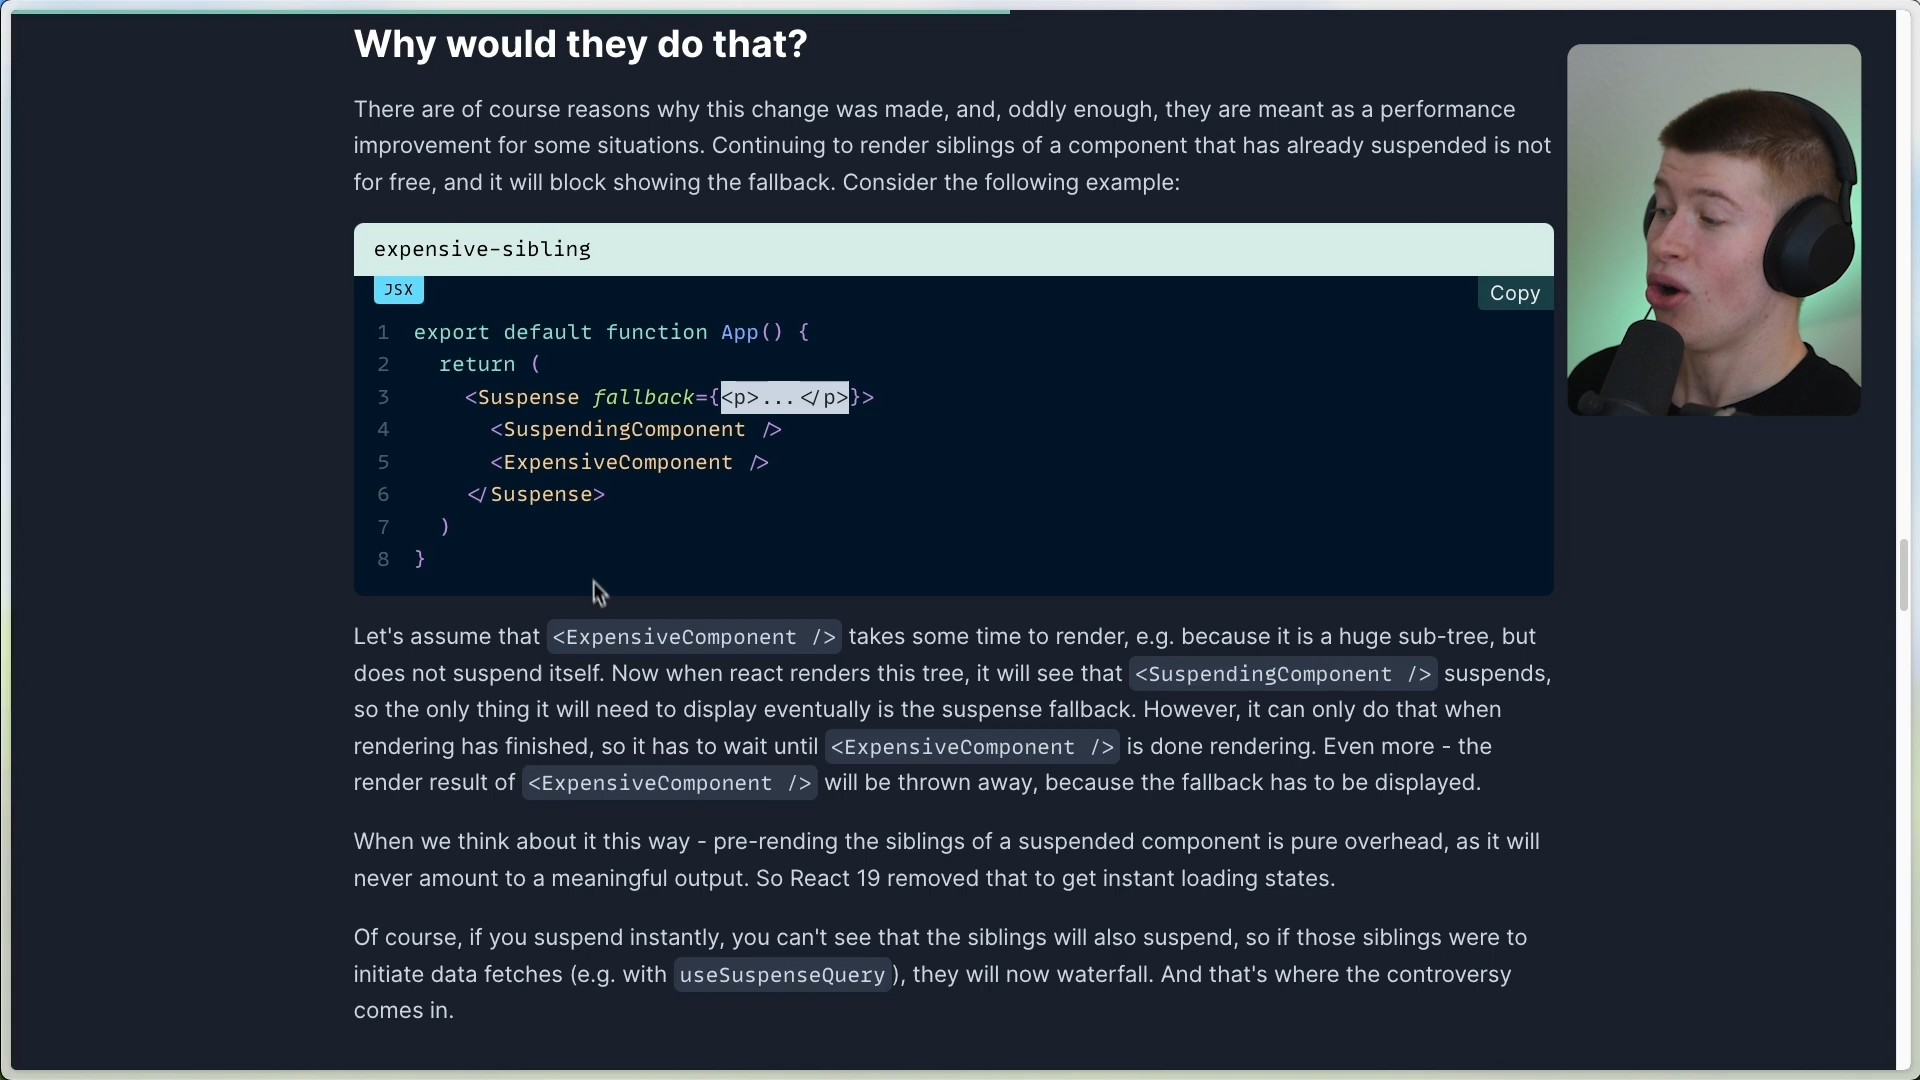 Why would they do that?
There are of course reasons why this change was made, and, oddly enough, they are meant as a performance
improvement for some situations. Continuing to render siblings of a component that has already suspended is not
for free, and it will block showing the fallback. Consider the following example:
expensive-sibling
JSX
Copy
1 export default function App() {
2   return (
3     <Suspense fallback={<p>...</p>}>
4       <SuspendingComponent />
5       <ExpensiveComponent />
6     </Suspense>
7   )
8 }
Let's assume that <ExpensiveComponent /> takes some time to render, e.g. because it is a huge sub-tree, but
does not suspend itself. Now when react renders this tree, it will see that <SuspendingComponent /> suspends,
so the only thing it will need to display eventually is the suspense fallback. However, it can only do that when
rendering has finished, so it has to wait until <ExpensiveComponent /> is done rendering. Even more - the
render result of <ExpensiveComponent /> will be thrown away, because the fallback has to be displayed.
When we think about it this way - pre-rending the siblings of a suspended component is pure overhead, as it will
never amount to a meaningful output. So React 19 removed that to get instant loading states.
Of course, if you suspend instantly, you can't see that the siblings will also suspend, so if those siblings were to
initiate data fetches (e.g. with useSuspenseQuery), they will now waterfall. And that's where the controversy
comes in.